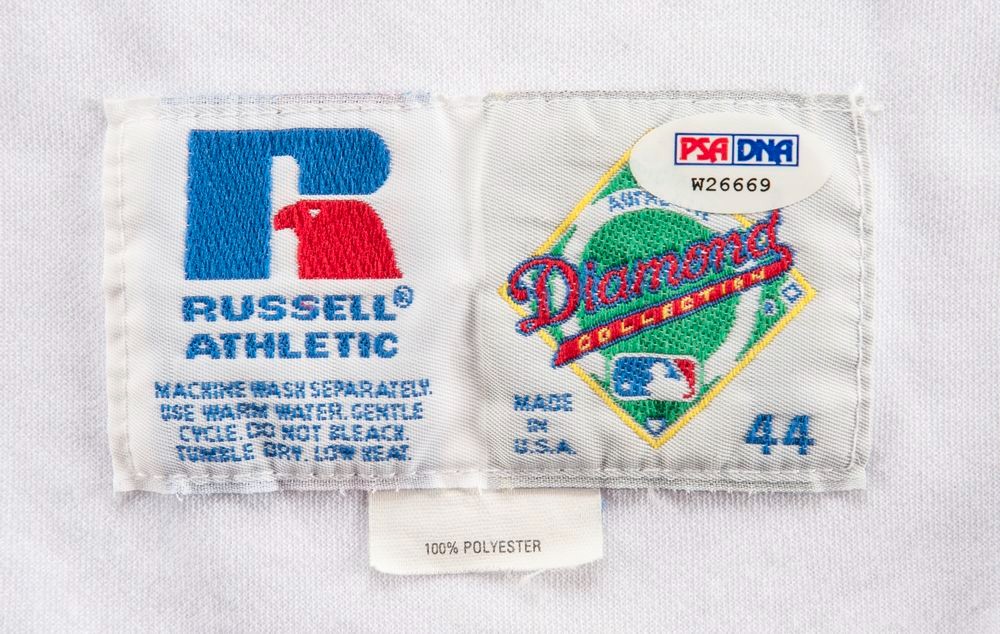 RUSSELL®
ATHLETIC
MACHINE WASH SEPARATELY.
USE WARM WATER. GENTLE
CYCLE. DO NOT BLEACH.
TUMBLE DRY. LOW HEAT.
PSA DNA
W26669
AUTHENTIC
Diamond
COLLECTION
MADE
IN
U.S.A.
44
100% POLYESTER